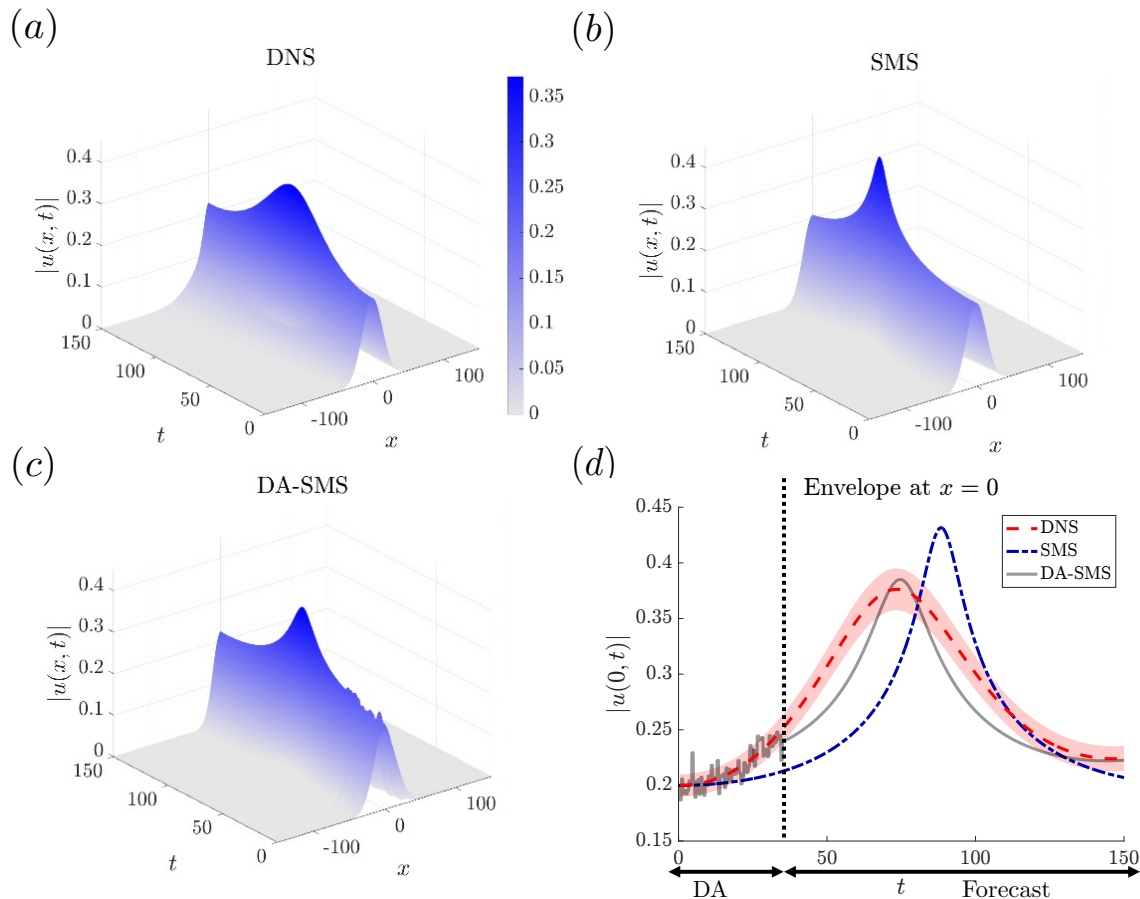 (a)
DNS
|u(x, t)|
0.4
0.3
0.2
0.1
0
150
100
50
0
t
-100
0
100
x
0.35
0.3
0.25
0.2
0.15
0.1
0.05
0
(b)
SMS
|u(x, t)|
0.4
0.3
0.2
0.1
0
150
100
50
0
t
-100
0
100
x
(c)
DA-SMS
|u(x, t)|
0.4
0.3
0.2
0.1
0
150
100
50
0
t
-100
0
100
x
(d)
Envelope at x = 0
DNS
SMS
DA-SMS
|u(0, t)|
0.45
0.4
0.35
0.3
0.25
0.2
0.15
0
50
100
150
DA
t
Forecast